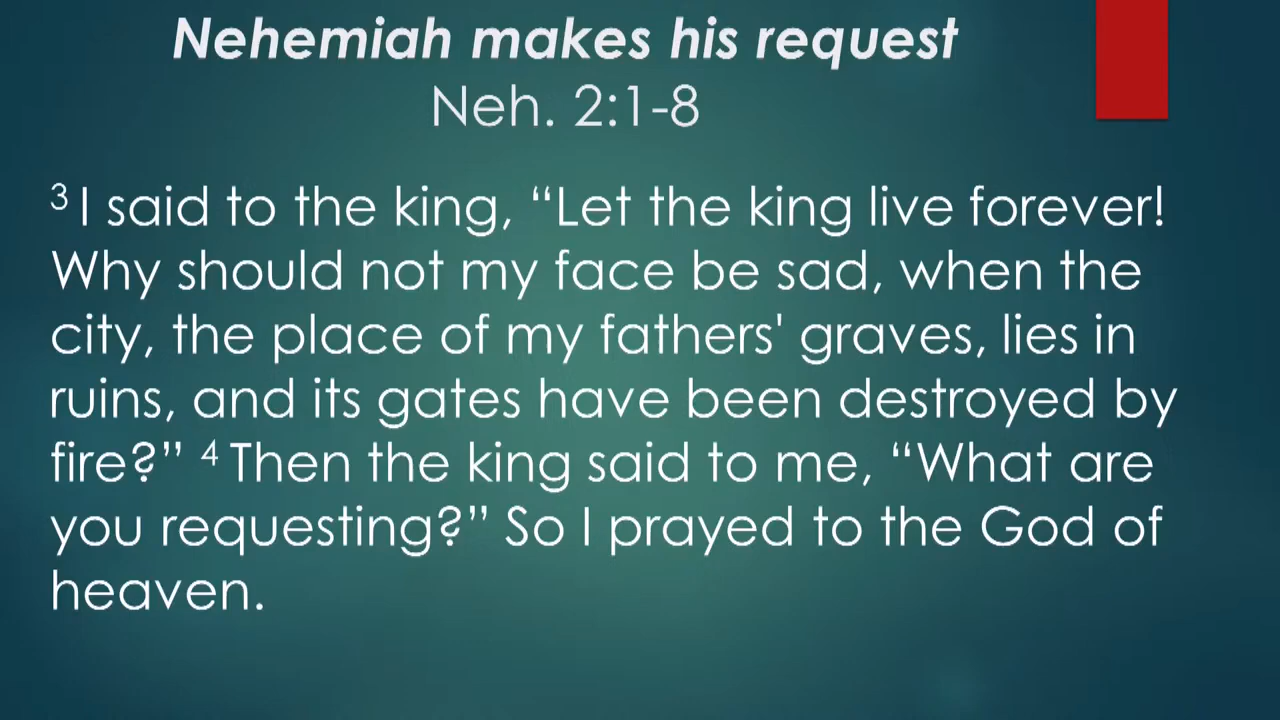 Nehemiah makes his request
Neh. 2:1-8
3 I said to the king, “Let the king live forever!
Why should not my face be sad, when the
city, the place of my fathers' graves, lies in
ruins, and its gates have been destroyed by
fire?” 4 Then the king said to me, “What are
you requesting?” So I prayed to the God of
heaven.